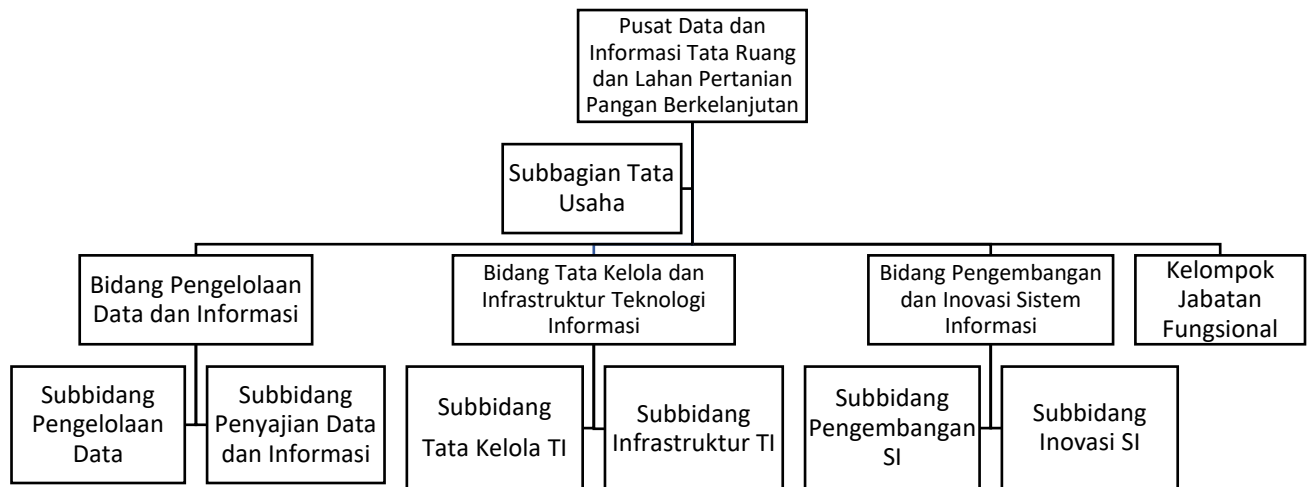 Pusat Data dan
Informasi Tata Ruang
dan Lahan Pertanian
Pangan Berkelanjutan
Subbagian Tata
Usaha
Bidang Pengelolaan
Data dan Informasi
Bidang Tata Kelola dan
Infrastruktur Teknologi
Informasi
Bidang Pengembangan
dan Inovasi Sistem
Informasi
Kelompok
Jabatan
Fungsional
Subbidang
Pengelolaan
Data
Subbidang
Penyajian Data
dan Informasi
Subbidang
Tata Kelola TI
Subbidang
Infrastruktur TI
Subbidang
Pengembangan
SI
Subbidang
Inovasi SI